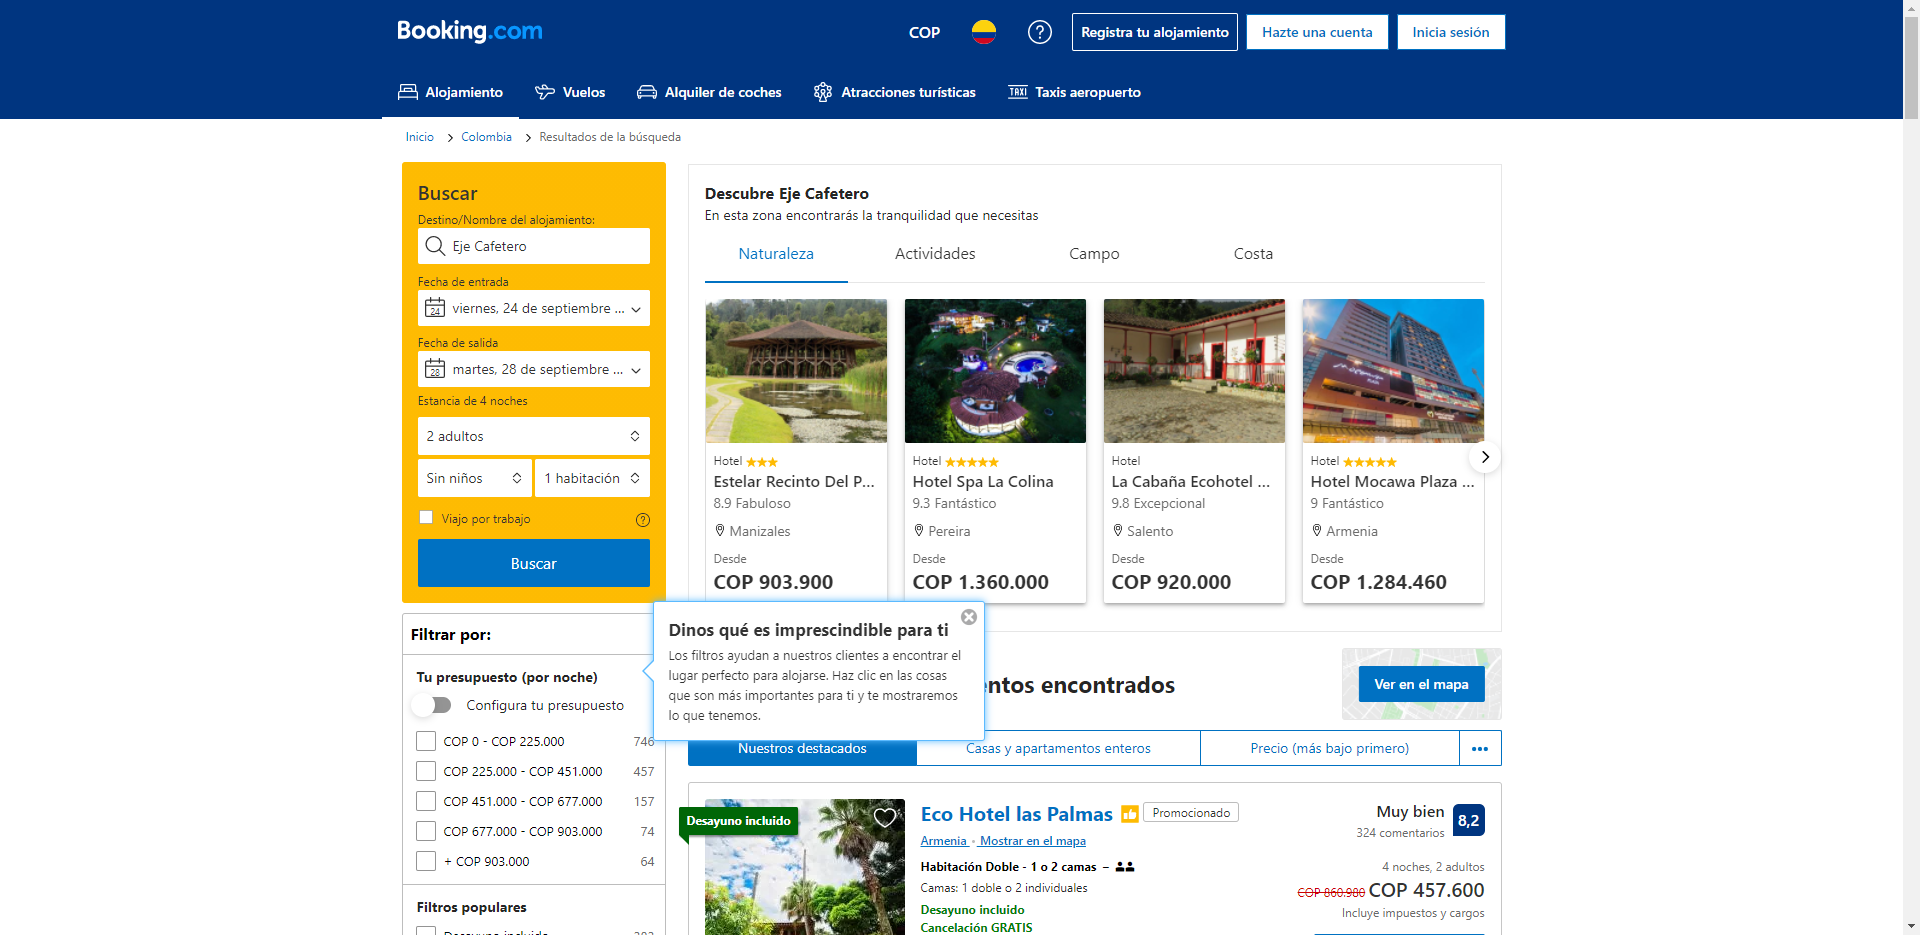 Booking.com
COP
Registra tu alojamiento
Hazte una cuenta
Inicia sesión
Alojamiento
Vuelos
Alquiler de coches
Atracciones turísticas
TAXI
Taxis aeropuerto
Inicio
Colombia
Resultados de la búsqueda
Buscar
Destino/Nombre del alojamiento:
Eje Cafetero
Fecha de entrada
24
viernes, 24 de septiembre ...
Fecha de salida
28
martes, 28 de septiembre ...
Estancia de 4 noches
2 adultos
Sin niños
1 habitación
Viajo por trabajo
Buscar
Descubre Eje Cafetero
En esta zona encontrarás la tranquilidad que necesitas
Naturaleza
Actividades
Campo
Costa
Hotel
Estelar Recinto Del P...
8.9 Fabuloso
Manizales
Desde
COP 903.900
Hotel
Hotel Spa La Colina
9.3 Fantástico
Pereira
Desde
COP 1.360.000
Hotel
La Cabaña Ecohotel ...
9.8 Excepcional
Salento
Desde
COP 920.000
Hotel
Hotel Mocawa Plaza ...
9 Fantástico
Armenia
Desde
COP 1.284.460
Filtrar por:
Tu presupuesto (por noche)
Configura tu presupuesto
COP 0 - COP 225.000 746
COP 225.000 - COP 451.000 457
COP 451.000 - COP 677.000 157
COP 677.000 - COP 903.000 74
+ COP 903.000 64
Filtros populares
Dinos qué es imprescindible para ti
Los filtros ayudan a nuestros clientes a encontrar el
lugar perfecto para alojarse. Haz clic en las cosas
que son más importantes para ti y te mostraremos
lo que tenemos.
ntos encontrados
Ver en el mapa
Nuestros destacados
Casas y apartamentos enteros
Precio (más bajo primero)
Desayuno incluido
Eco Hotel las Palmas
Promocionado
Armenia • Mostrar en el mapa
Habitación Doble - 1 o 2 camas –
Camas: 1 doble o 2 individuales
Desayuno incluido
Cancelación GRATIS
Muy bien
324 comentarios
8,2
4 noches, 2 adultos
COP 860.980 COP 457.600
Incluye impuestos y cargos